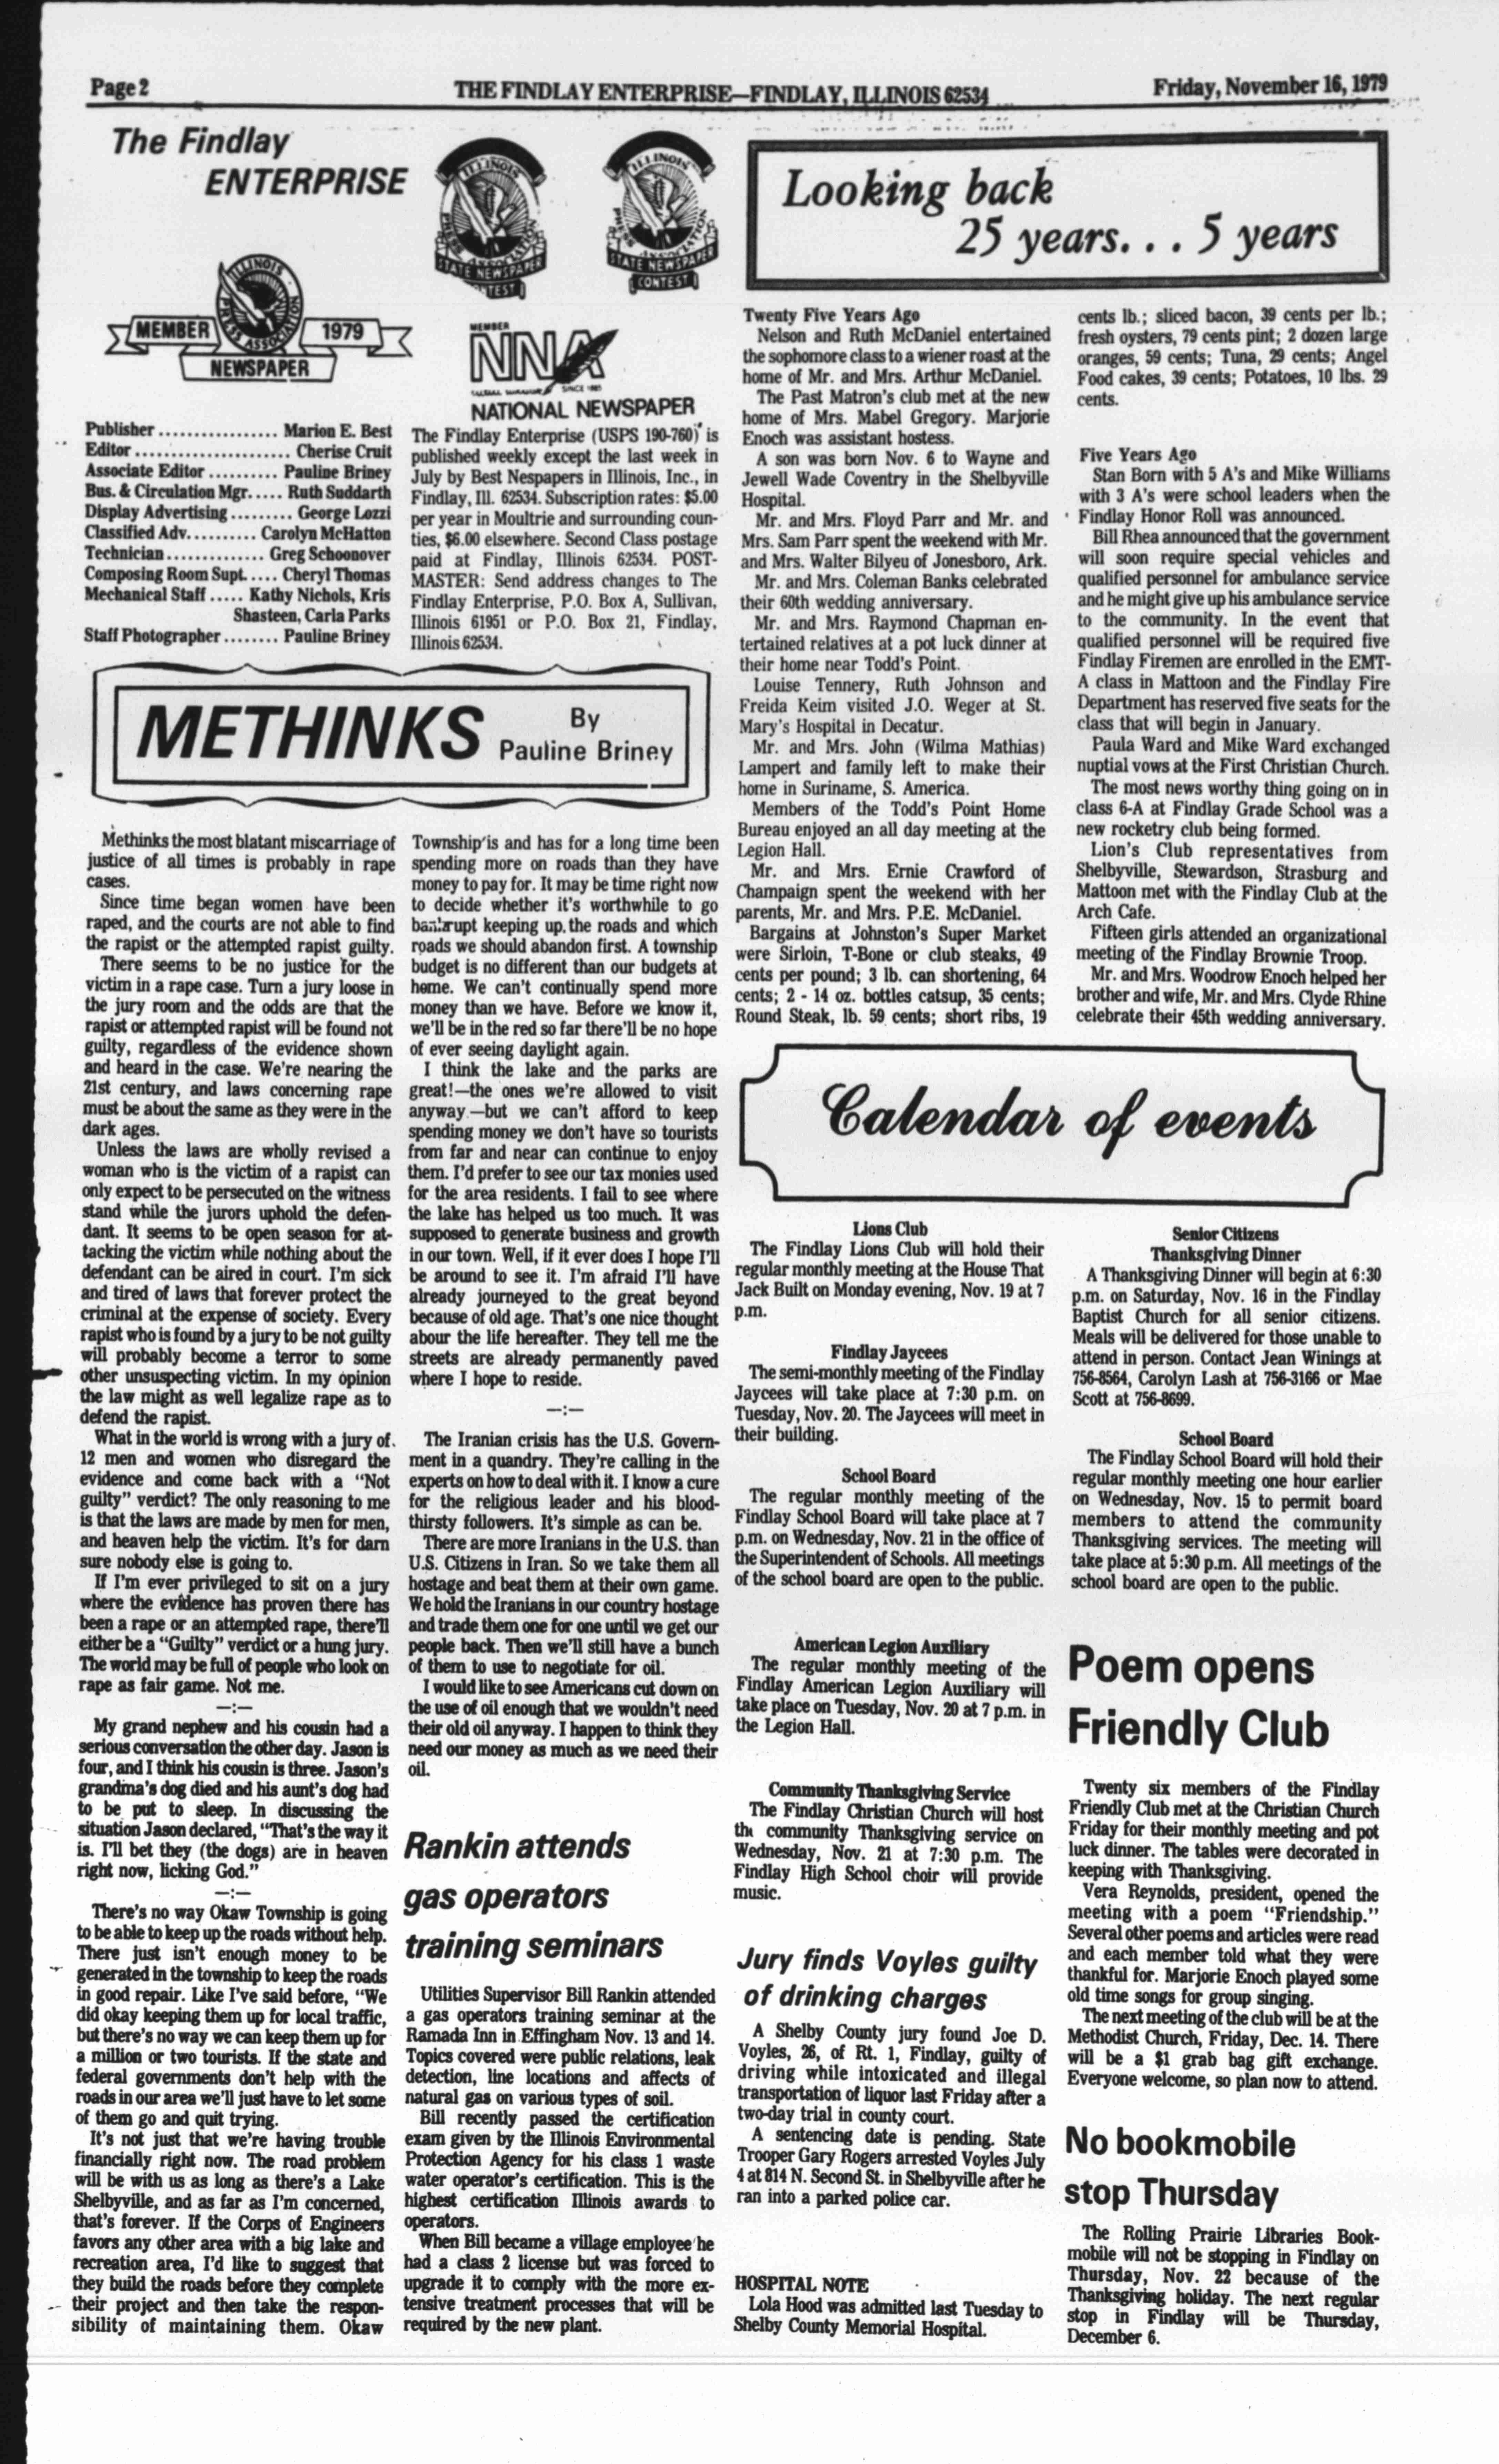 Page 2
THE FINDLAY ENTERPRISE—FINDLAY, ILLINOIS 62534
Friday, November 16, 1979
The Findlay
ENTERPRISE
ILLINOIS
PRESS ASSOCIATION
STATE NEWSPAPER
CONTEST
ILLINOIS
PRESS ASSOCIATION
STATE NEWSPAPER
CONTEST
ILLINOIS
PRESS ASSOCIATION
MEMBER
1979
NEWSPAPER
MEMBER
NNA
SINCE 1885
NATIONAL NEWSPAPER
Publisher ................. Marion E. Best
Editor ...................... Cherise Cruit
Associate Editor .......... Pauline Briney
Bus. & Circulation Mgr. .... Ruth Suddarth
Display Advertising ......... George Lozzi
Classified Adv. ......... Carolyn McHatton
Technician .............. Greg Schoonover
Composing Room Supt. .... Cheryl Thomas
Mechanical Staff ..... Kathy Nichols, Kris
Shasteen, Carla Parks
Staff Photographer ........ Pauline Briney
The Findlay Enterprise (USPS 190-760) is
published weekly except the last week in
July by Best Nespapers in Illinois, Inc., in
Findlay, Ill. 62534. Subscription rates: $5.00
per year in Moultrie and surrounding coun-
ties, $6.00 elsewhere. Second Class postage
paid at Findlay, Illinois 62534. POST-
MASTER: Send address changes to The
Findlay Enterprise, P.O. Box A, Sullivan,
Illinois 61951 or P.O. Box 21, Findlay,
Illinois 62534.
METHINKS
By
Pauline Briney
Methinks the most blatant miscarriage of
justice of all times is probably in rape
cases.
Since time began women have been
raped, and the courts are not able to find
the rapist or the attempted rapist guilty.
There seems to be no justice for the
victim in a rape case. Turn a jury loose in
the jury room and the odds are that the
rapist or attempted rapist will be found not
guilty, regardless of the evidence shown
and heard in the case. We're nearing the
21st century, and laws concerning rape
must be about the same as they were in the
dark ages.
Unless the laws are wholly revised a
woman who is the victim of a rapist can
only expect to be persecuted on the witness
stand while the jurors uphold the defen-
dant. It seems to be open season for at-
tacking the victim while nothing about the
defendant can be aired in court. I'm sick
and tired of laws that forever protect the
criminal at the expense of society. Every
rapist who is found by a jury to be not guilty
will probably become a terror to some
other unsuspecting victim. In my opinion
the law might as well legalize rape as to
defend the rapist.
What in the world is wrong with a jury of
12 men and women who disregard the
evidence and come back with a "Not
guilty" verdict? The only reasoning to me
is that the laws are made by men for men,
and heaven help the victim. It's for darn
sure nobody else is going to.
If I'm ever privileged to sit on a jury
where the evidence has proven there has
been a rape or an attempted rape, there'll
either be a "Guilty" verdict or a hung jury.
The world may be full of people who look on
rape as fair game. Not me.
—:—
My grand nephew and his cousin had a
serious conversation the other day. Jason is
four, and I think his cousin is three. Jason's
grandma's dog died and his aunt's dog had
to be put to sleep. In discussing the
situation Jason declared, "That's the way it
is. I'll bet they (the dogs) are in heaven
right now, licking God."
—:—
There's no way Okaw Township is going
to be able to keep up the roads without help.
There just isn't enough money to be
generated in the township to keep the roads
in good repair. Like I've said before, "We
did okay keeping them up for local traffic,
but there's no way we can keep them up for
a million or two tourists. If the state and
federal governments don't help with the
roads in our area we'll just have to let some
of them go and quit trying.
It's not just that we're having trouble
financially right now. The road problem
will be with us as long as there's a Lake
Shelbyville, and as far as I'm concerned,
that's forever. If the Corps of Engineers
favors any other area with a big lake and
recreation area, I'd like to suggest that
they build the roads before they complete
their project and then take the respon-
sibility of maintaining them. Okaw
Township is and has for a long time been
spending more on roads than they have
money to pay for. It may be time right now
to decide whether it's worthwhile to go
bankrupt keeping up the roads and which
roads we should abandon first. A township
budget is no different than our budgets at
home. We can't continually spend more
money than we have. Before we know it,
we'll be in the red so far there'll be no hope
of ever seeing daylight again.
I think the lake and the parks are
great!—the ones we're allowed to visit
anyway.—but we can't afford to keep
spending money we don't have so tourists
from far and near can continue to enjoy
them. I'd prefer to see our tax monies used
for the area residents. I fail to see where
the lake has helped us too much. It was
supposed to generate business and growth
in our town. Well, if it ever does I hope I'll
be around to see it. I'm afraid I'll have
already journeyed to the great beyond
because of old age. That's one nice thought
abour the life hereafter. They tell me the
streets are already permanently paved
where I hope to reside.
—:—
The Iranian crisis has the U.S. Govern-
ment in a quandry. They're calling in the
experts on how to deal with it. I know a cure
for the religious leader and his blood-
thirsty followers. It's simple as can be.
There are more Iranians in the U.S. than
U.S. Citizens in Iran. So we take them all
hostage and beat them at their own game.
We hold the Iranians in our country hostage
and trade them one for one until we get our
people back. Then we'll still have a bunch
of them to use to negotiate for oil.
I would like to see Americans cut down on
the use of oil enough that we wouldn't need
their old oil anyway. I happen to think they
need our money as much as we need their
oil.
Rankin attends
gas operators
training seminars
Utilities Supervisor Bill Rankin attended
a gas operators training seminar at the
Ramada Inn in Effingham Nov. 13 and 14.
Topics covered were public relations, leak
detection, line locations and affects of
natural gas on various types of soil.
Bill recently passed the certification
exam given by the Illinois Environmental
Protection Agency for his class 1 waste
water operator's certification. This is the
highest certification Illinois awards to
operators.
When Bill became a village employee he
had a class 2 license but was forced to
upgrade it to comply with the more ex-
tensive treatment processes that will be
required by the new plant.
Looking back
25 years. . . 5 years
Twenty Five Years Ago
Nelson and Ruth McDaniel entertained
the sophomore class to a wiener roast at the
home of Mr. and Mrs. Arthur McDaniel.
The Past Matron's club met at the new
home of Mrs. Mabel Gregory. Marjorie
Enoch was assistant hostess.
A son was born Nov. 6 to Wayne and
Jewell Wade Coventry in the Shelbyville
Hospital.
Mr. and Mrs. Floyd Parr and Mr. and
Mrs. Sam Parr spent the weekend with Mr.
and Mrs. Walter Bilyeu of Jonesboro, Ark.
Mr. and Mrs. Coleman Banks celebrated
their 60th wedding anniversary.
Mr. and Mrs. Raymond Chapman en-
tertained relatives at a pot luck dinner at
their home near Todd's Point.
Louise Tennery, Ruth Johnson and
Freida Keim visited J.O. Weger at St.
Mary's Hospital in Decatur.
Mr. and Mrs. John (Wilma Mathias)
Lampert and family left to make their
home in Suriname, S. America.
Members of the Todd's Point Home
Bureau enjoyed an all day meeting at the
Legion Hall.
Mr. and Mrs. Ernie Crawford of
Champaign spent the weekend with her
parents, Mr. and Mrs. P.E. McDaniel.
Bargains at Johnston's Super Market
were Sirloin, T-Bone or club steaks, 49
cents per pound; 3 lb. can shortening, 64
cents; 2 - 14 oz. bottles catsup, 35 cents;
Round Steak, lb. 59 cents; short ribs, 19
cents lb.; sliced bacon, 39 cents per lb.;
fresh oysters, 79 cents pint; 2 dozen large
oranges, 59 cents; Tuna, 29 cents; Angel
Food cakes, 39 cents; Potatoes, 10 lbs. 29
cents.
Five Years Ago
Stan Born with 5 A's and Mike Williams
with 3 A's were school leaders when the
Findlay Honor Roll was announced.
Bill Rhea announced that the government
will soon require special vehicles and
qualified personnel for ambulance service
and he might give up his ambulance service
to the community. In the event that
qualified personnel will be required five
Findlay Firemen are enrolled in the EMT-
A class in Mattoon and the Findlay Fire
Department has reserved five seats for the
class that will begin in January.
Paula Ward and Mike Ward exchanged
nuptial vows at the First Christian Church.
The most news worthy thing going on in
class 6-A at Findlay Grade School was a
new rocketry club being formed.
Lion's Club representatives from
Shelbyville, Stewardson, Strasburg and
Mattoon met with the Findlay Club at the
Arch Cafe.
Fifteen girls attended an organizational
meeting of the Findlay Brownie Troop.
Mr. and Mrs. Woodrow Enoch helped her
brother and wife, Mr. and Mrs. Clyde Rhine
celebrate their 45th wedding anniversary.
Calendar of events
Lions Club
The Findlay Lions Club will hold their
regular monthly meeting at the House That
Jack Built on Monday evening, Nov. 19 at 7
p.m.
Findlay Jaycees
The semi-monthly meeting of the Findlay
Jaycees will take place at 7:30 p.m. on
Tuesday, Nov. 20. The Jaycees will meet in
their building.
School Board
The regular monthly meeting of the
Findlay School Board will take place at 7
p.m. on Wednesday, Nov. 21 in the office of
the Superintendent of Schools. All meetings
of the school board are open to the public.
American Legion Auxiliary
The regular monthly meeting of the
Findlay American Legion Auxiliary will
take place on Tuesday, Nov. 20 at 7 p.m. in
the Legion Hall.
Community Thanksgiving Service
The Findlay Christian Church will host
the community Thanksgiving service on
Wednesday, Nov. 21 at 7:30 p.m. The
Findlay High School choir will provide
music.
Jury finds Voyles guilty
of drinking charges
A Shelby County jury found Joe D.
Voyles, 26, of Rt. 1, Findlay, guilty of
driving while intoxicated and illegal
transportation of liquor last Friday after a
two-day trial in county court.
A sentencing date is pending. State
Trooper Gary Rogers arrested Voyles July
4 at 814 N. Second St. in Shelbyville after he
ran into a parked police car.
HOSPITAL NOTE
Lola Hood was admitted last Tuesday to
Shelby County Memorial Hospital.
Senior Citizens
Thanksgiving Dinner
A Thanksgiving Dinner will begin at 6:30
p.m. on Saturday, Nov. 16 in the Findlay
Baptist Church for all senior citizens.
Meals will be delivered for those unable to
attend in person. Contact Jean Winings at
756-8564, Carolyn Lash at 756-3166 or Mae
Scott at 756-8699.
School Board
The Findlay School Board will hold their
regular monthly meeting one hour earlier
on Wednesday, Nov. 15 to permit board
members to attend the community
Thanksgiving services. The meeting will
take place at 5:30 p.m. All meetings of the
school board are open to the public.
Poem opens
Friendly Club
Twenty six members of the Findlay
Friendly Club met at the Christian Church
Friday for their monthly meeting and pot
luck dinner. The tables were decorated in
keeping with Thanksgiving.
Vera Reynolds, president, opened the
meeting with a poem "Friendship."
Several other poems and articles were read
and each member told what they were
thankful for. Marjorie Enoch played some
old time songs for group singing.
The next meeting of the club will be at the
Methodist Church, Friday, Dec. 14. There
will be a $1 grab bag gift exchange.
Everyone welcome, so plan now to attend.
No bookmobile
stop Thursday
The Rolling Prairie Libraries Book-
mobile will not be stopping in Findlay on
Thursday, Nov. 22 because of the
Thanksgiving holiday. The next regular
stop in Findlay will be Thursday,
December 6.